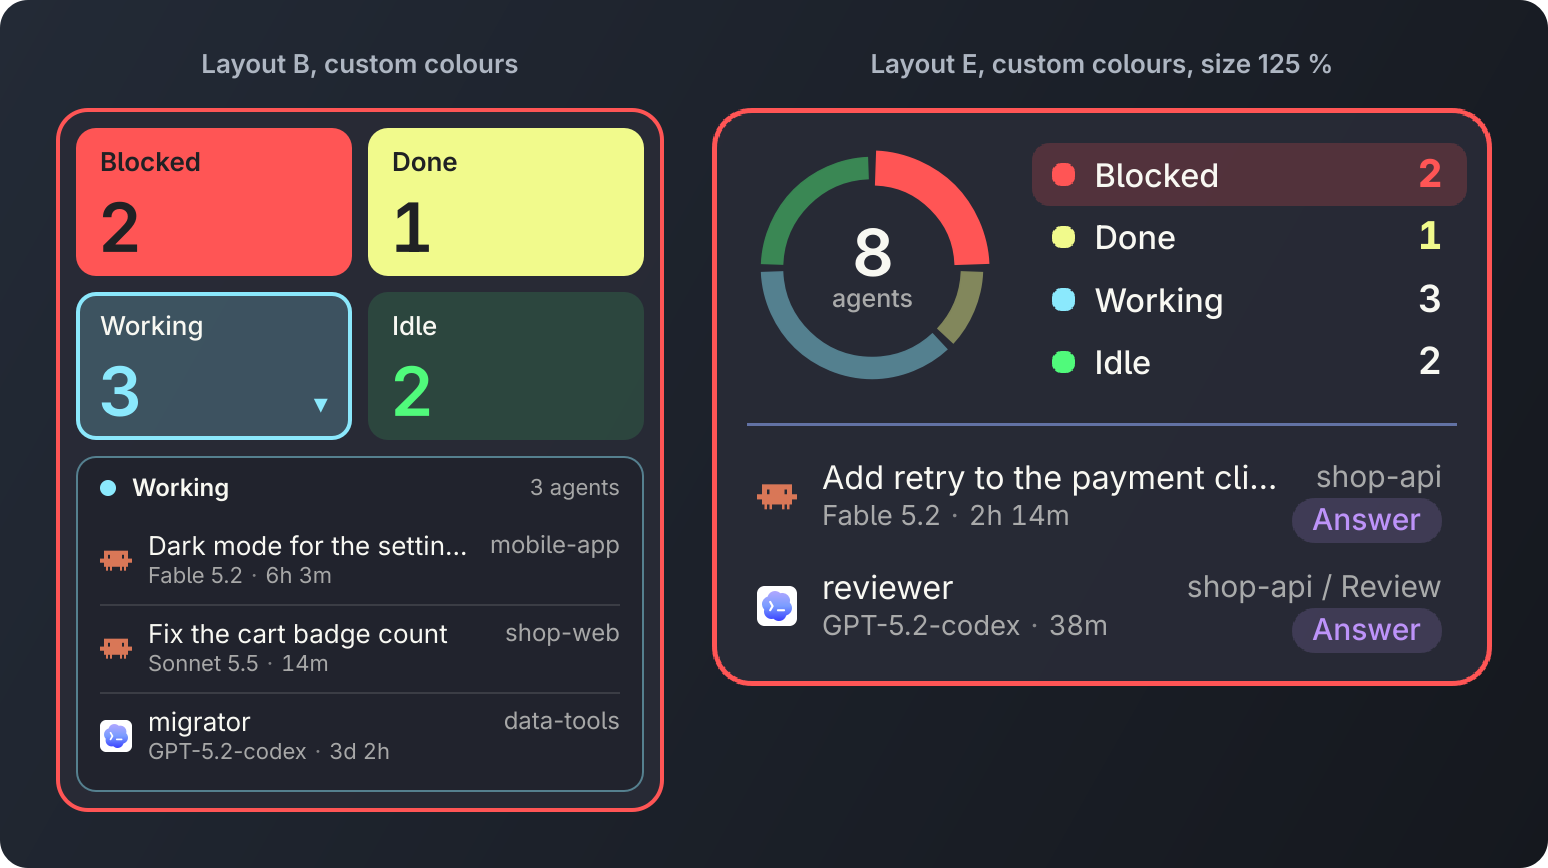 Layout B, custom colours
Blocked
2
Done
1
Working
3
Idle
2
Working
3 agents
Dark mode for the settin...
mobile-app
Fable 5.2 · 6h 3m
Fix the cart badge count
shop-web
Sonnet 5.5 · 14m
migrator
data-tools
GPT-5.2-codex · 3d 2h
Layout E, custom colours, size 125 %
8
agents
Blocked 2
Done 1
Working 3
Idle 2
Add retry to the payment cli...
shop-api
Fable 5.2 · 2h 14m
Answer
reviewer
shop-api / Review
GPT-5.2-codex · 38m
Answer